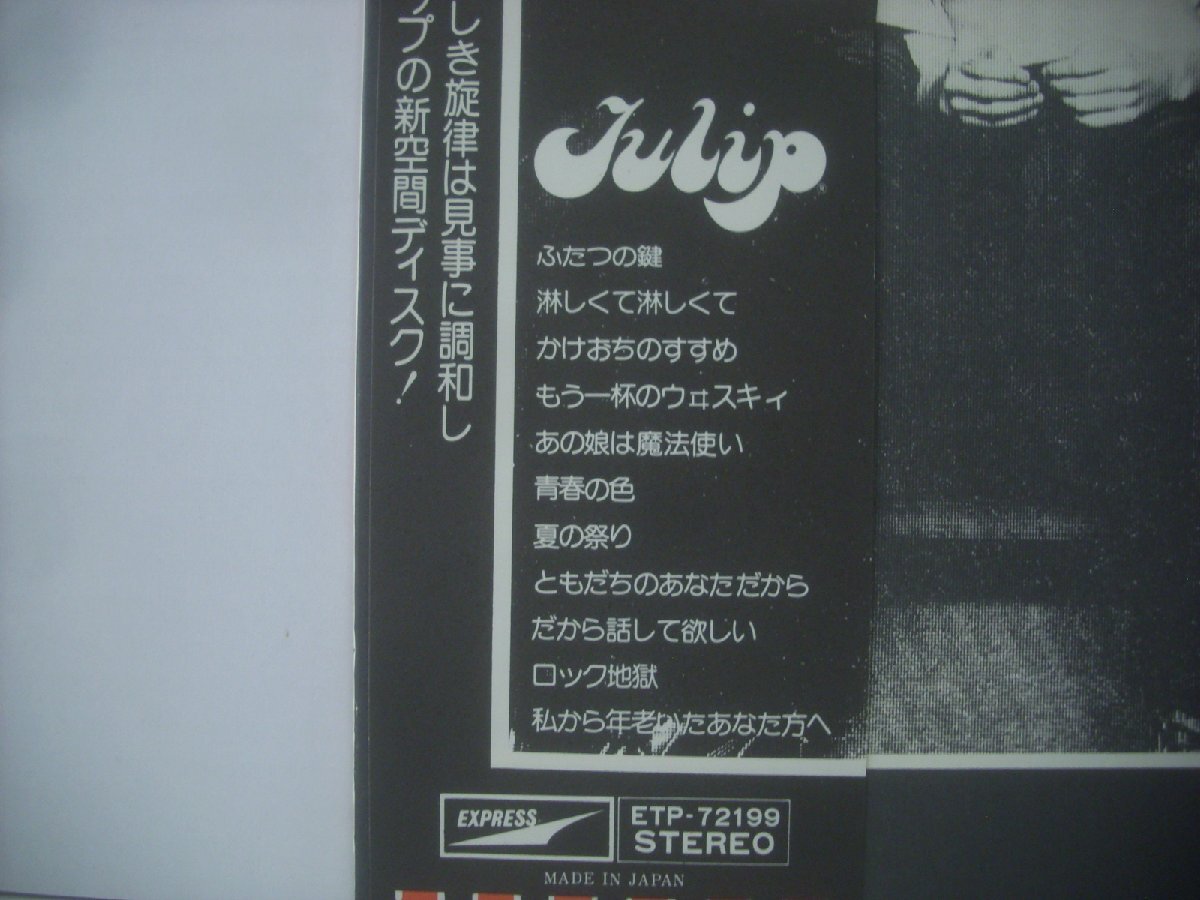 しき旋律は見事に調和し
プの新空間ディスク!
Tulip
ふたつの鍵
淋しくて淋しくて
かけおちのすすめ
もう一杯のウヰスキィ
あの娘は魔法使い
青春の色
夏の祭り
ともだちのあなただから
だから話して欲しい
ロック地獄
私から年老いたあなた方へ
EXPRESS
ETP-72199
STEREO
MADE IN JAPAN